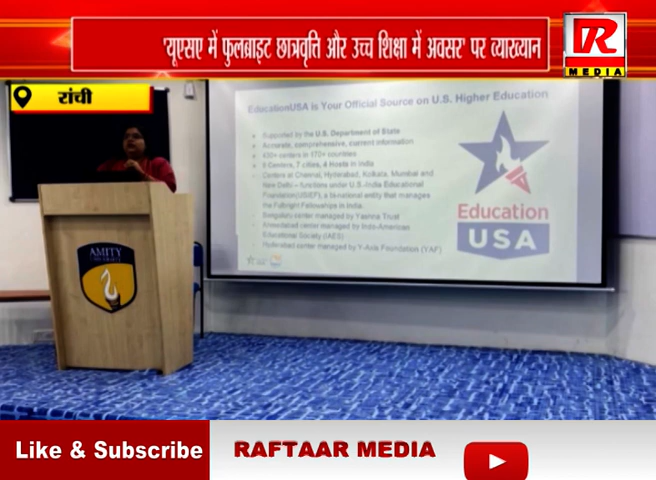 'यूएसए में फुलब्राइट छात्रवृत्ति और उच्च शिक्षा में अवसर' पर व्याख्यान
R
MEDIA
रांची
EducationUSA is Your Official Source on U.S. Higher Education
Supported by the U.S. Department of State
Accurate, comprehensive, current information
430+ centers in 170+ countries
9 Centers, 7 cities, 4 Hosts in India
Centers at Chennai, Hyderabad, Kolkata, Mumbai and
New Delhi – functions under U.S.-India Educational
Foundation(USIEF), a bi-national entity that manages
the Fulbright Fellowships in India.
Bengaluru center managed by Yashna Trust
Ahmedabad center managed by Indo-American
Educational Society (IAES)
Hyderabad center managed by Y-Axis Foundation (YAF)
Education
USA
AMITY
Like & Subscribe
RAFTAAR MEDIA